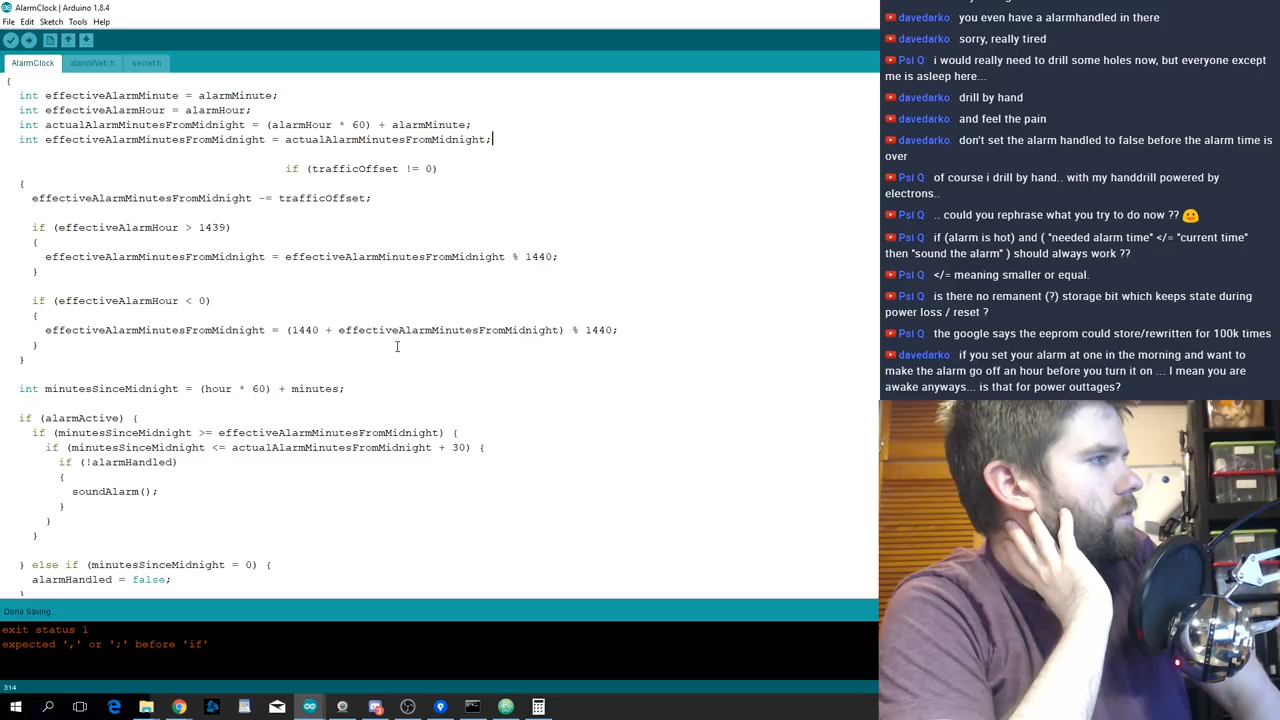 AlarmClock | Arduino 1.8.4
File Edit Sketch Tools Help
AlarmClock alarmWeb.h secret.h
{
int effectiveAlarmMinute = alarmMinute;
int effectiveAlarmHour = alarmHour;
int actualAlarmMinutesFromMidnight = (alarmHour * 60) + alarmMinute;
int effectiveAlarmMinutesFromMidnight = actualAlarmMinutesFromMidnight;
if (trafficOffset != 0)
{
effectiveAlarmMinutesFromMidnight -= trafficOffset;
if (effectiveAlarmHour > 1439)
{
effectiveAlarmMinutesFromMidnight = effectiveAlarmMinutesFromMidnight % 1440;
}
if (effectiveAlarmHour < 0)
{
effectiveAlarmMinutesFromMidnight = (1440 + effectiveAlarmMinutesFromMidnight) % 1440;
}
}
int minutesSinceMidnight = (hour * 60) + minutes;
if (alarmActive) {
if (minutesSinceMidnight >= effectiveAlarmMinutesFromMidnight) {
if (minutesSinceMidnight <= actualAlarmMinutesFromMidnight + 30) {
if (!alarmHandled)
{
soundAlarm();
}
}
}
} else if (minutesSinceMidnight = 0) {
alarmHandled = false;
Done Saving.
exit status 1
expected ',' or ';' before 'if'
314
davedarko you even have a alarmhandled in there
davedarko sorry, really tired
Psi Q i would really need to drill some holes now, but everyone except
me is asleep here...
davedarko drill by hand
davedarko and feel the pain
davedarko don't set the alarm handled to false before the alarm time is
over
Psi Q of course i drill by hand.. with my handdrill powered by
electrons..
Psi Q .. could you rephrase what you try to do now ??
Psi Q if (alarm is hot) and ( "needed alarm time" </= "current time"
then "sound the alarm" ) should always work ??
Psi Q </= meaning smaller or equal.
Psi Q is there no remanent (?) storage bit which keeps state during
power loss / reset ?
Psi Q the google says the eeprom could store/rewritten for 100k times
davedarko if you set your alarm at one in the morning and want to
make the alarm go off an hour before you turn it on ... I mean you are
awake anyways... is that for power outtages?